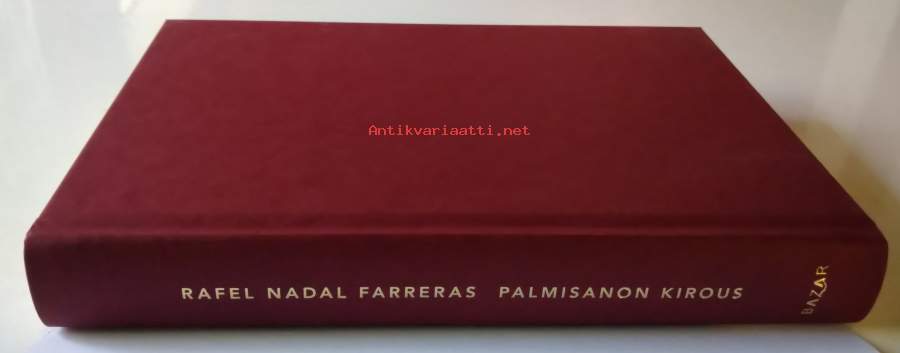 Antikvariaatti.net
RAFEL NADAL FARRERAS PALMISANON KIROUS
BAZAR